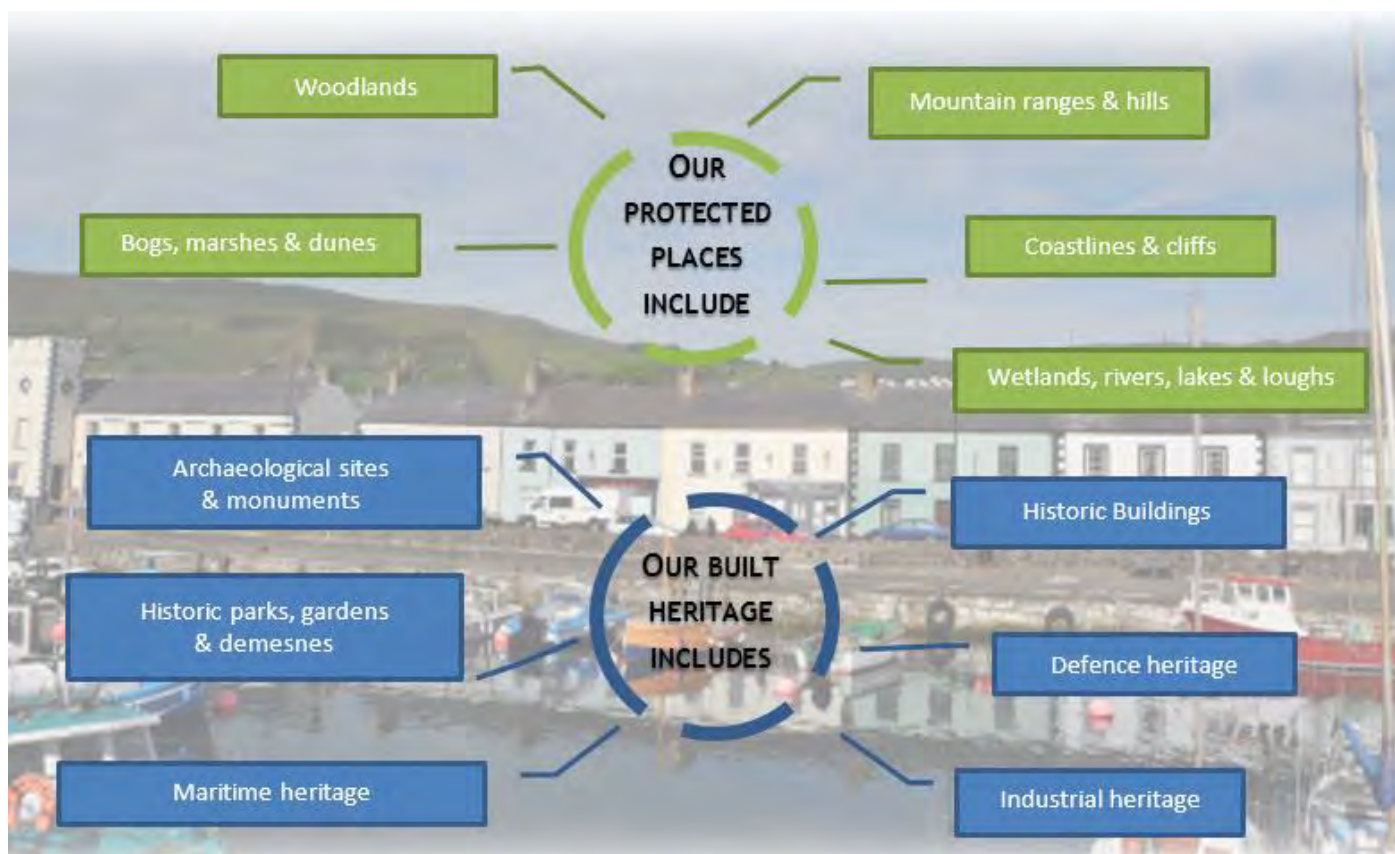 Woodlands
Mountain ranges & hills
OUR
PROTECTED
PLACES
INCLUDE
Bogs, marshes & dunes
Coastlines & cliffs
Wetlands, rivers, lakes & loughs
Archaeological sites
& monuments
Historic Buildings
OUR BUILT
HERITAGE
INCLUDES
Historic parks, gardens
& demesnes
Defence heritage
Maritime heritage
Industrial heritage